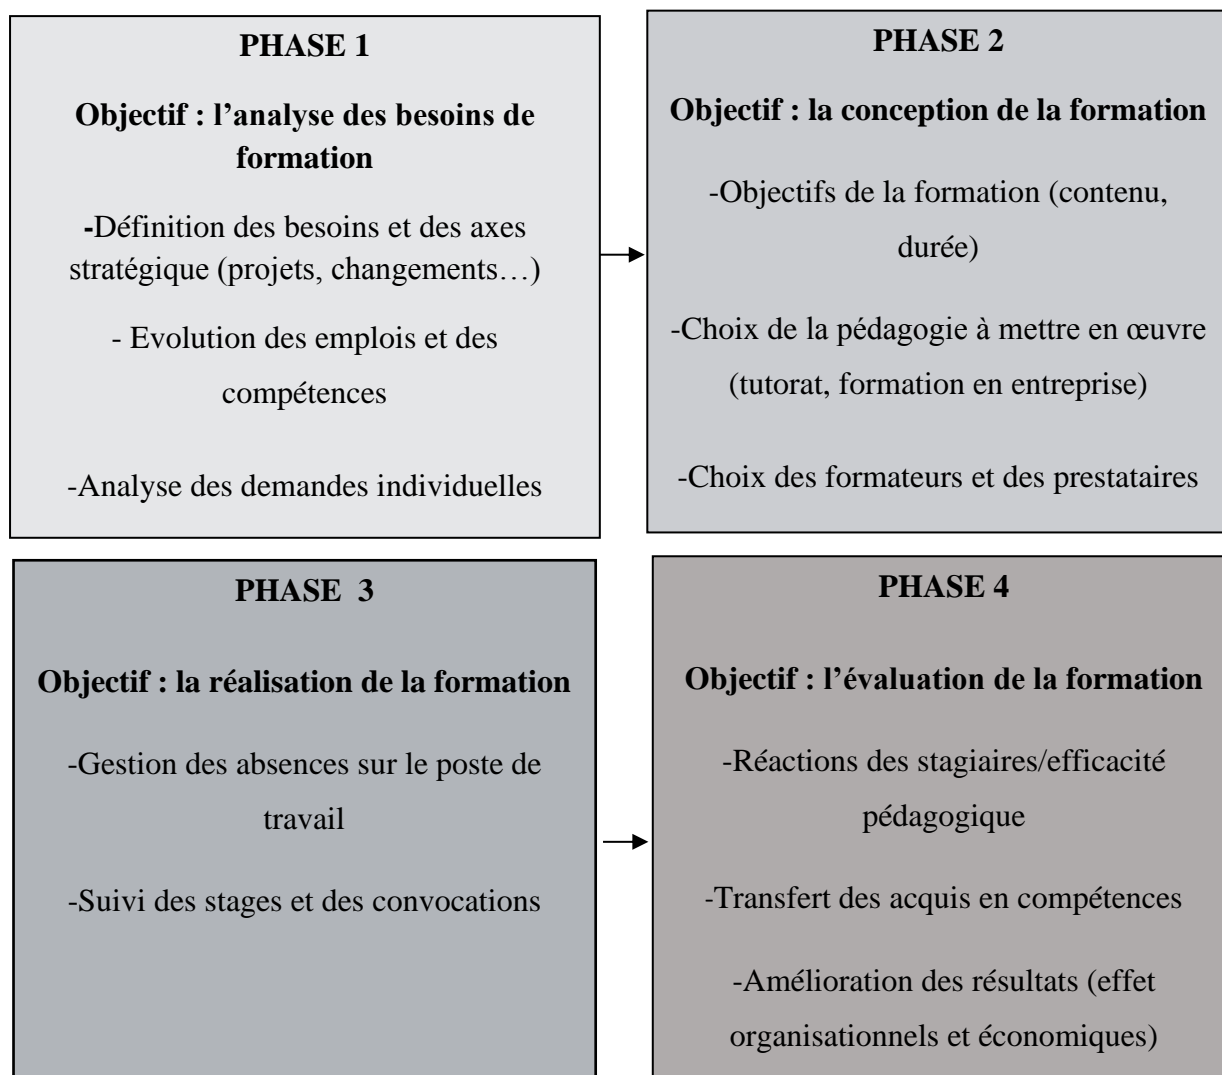 PHASE 1
Objectif : l’analyse des besoins de
formation
-Définition des besoins et des axes
stratégique (projets, changements…)
- Evolution des emplois et des
compétences
-Analyse des demandes individuelles
PHASE 2
Objectif : la conception de la formation
-Objectifs de la formation (contenu,
durée)
-Choix de la pédagogie à mettre en œuvre
(tutorat, formation en entreprise)
-Choix des formateurs et des prestataires
PHASE 3
Objectif : la réalisation de la formation
-Gestion des absences sur le poste de
travail
-Suivi des stages et des convocations
PHASE 4
Objectif : l’évaluation de la formation
-Réactions des stagiaires/efficacité
pédagogique
-Transfert des acquis en compétences
-Amélioration des résultats (effet
organisationnels et économiques)